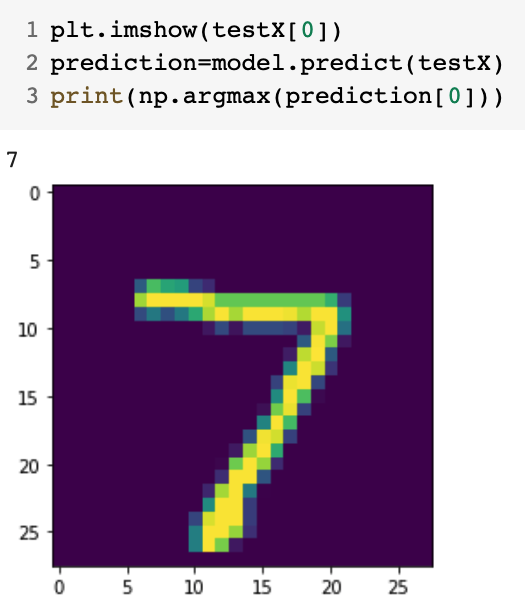 1 plt.imshow(testX[0])
2 prediction=model.predict(testX)
3 print(np.argmax(prediction[0]))
7
0
5
10
15
20
25
7
0 5 10 15 20 25